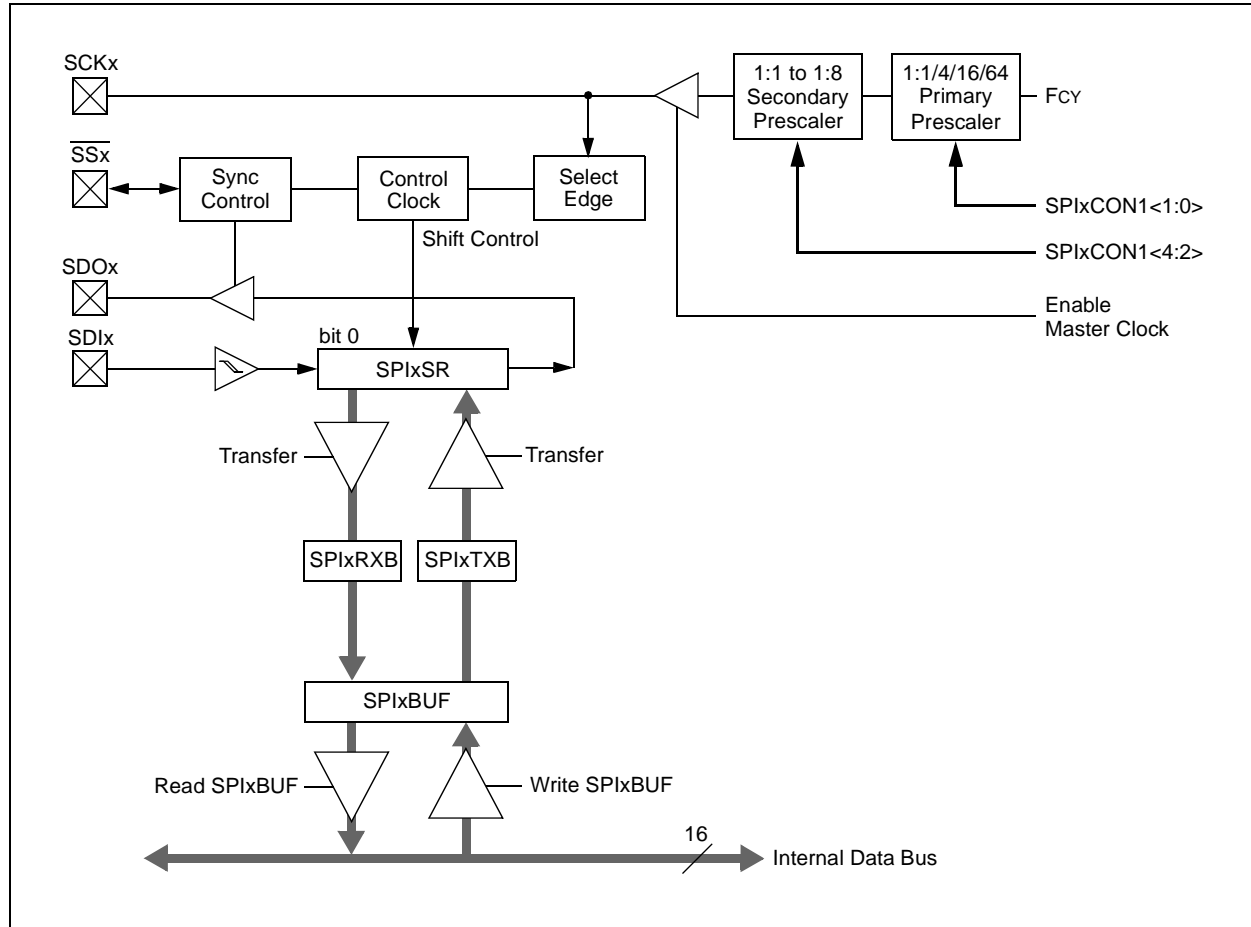 SCKx
SSx
SDOx
SDIx
1:1 to 1:8
Secondary
Prescaler
1:1/4/16/64
Primary
Prescaler
FCY
Sync
Control
Control
Clock
Select
Edge
Shift Control
SPIxCON1<1:0>
SPIxCON1<4:2>
Enable
Master Clock
bit 0
SPIxSR
Transfer
Transfer
SPIxRXB
SPIxTXB
SPIxBUF
Read SPIxBUF
Write SPIxBUF
16
Internal Data Bus